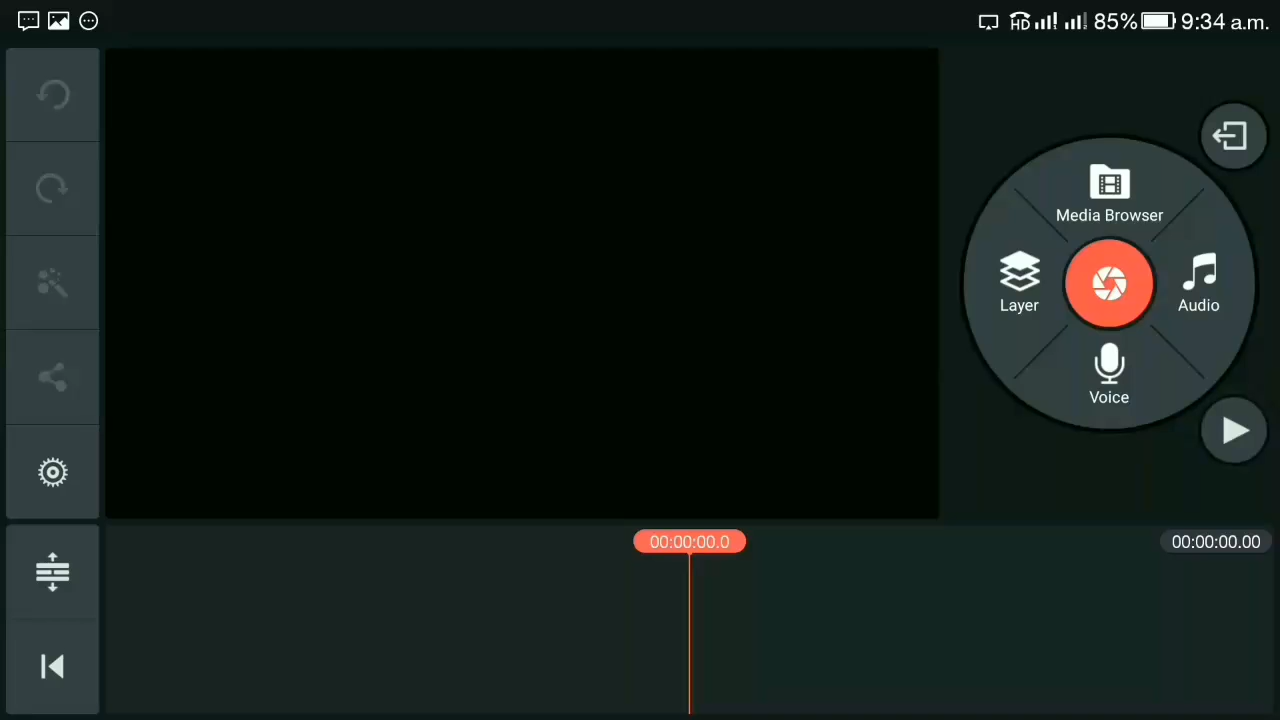 85% 9:34 a.m.
Media Browser
Layer
Audio
Voice
00:00:00.0
00:00:00.00